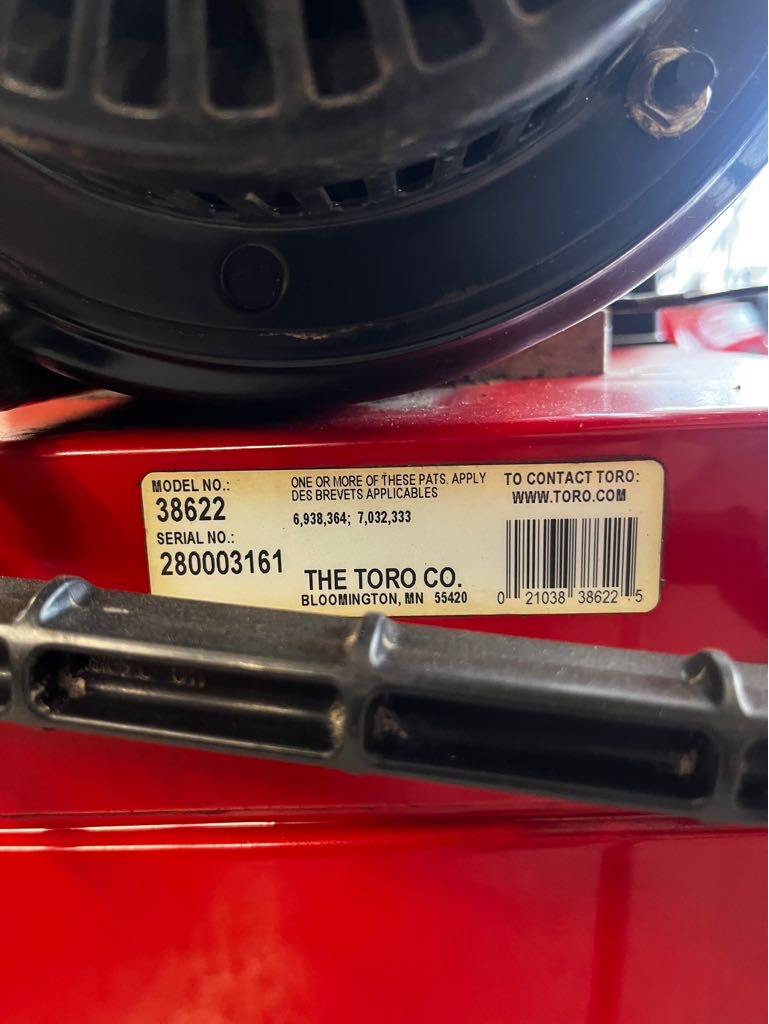 MODEL NO.:
38622
SERIAL NO.:
280003161
ONE OR MORE OF THESE PATS. APPLY
DES BREVETS APPLICABLES
6,938,364; 7,032,333
THE TORO CO.
BLOOMINGTON, MN 55420
TO CONTACT TORO:
WWW.TORO.COM
0 21038 38622 5